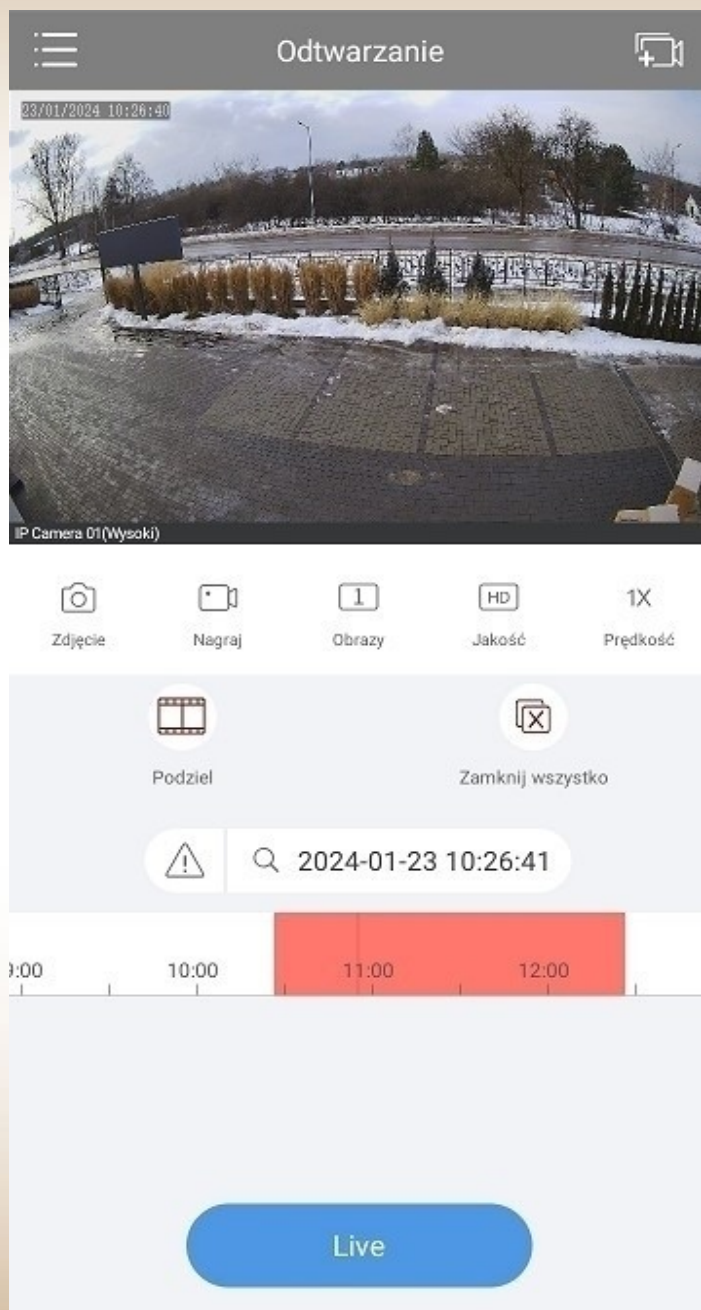 Odtwarzanie
23/01/2024 10:26:40
IP Camera 01(Wysoki)
HD
1X
Zdjęcie
Nagraj
1
Obrazy
Jakość
Prędkość
Podziel
Zamknij wszystko
2024-01-23 10:26:41
9:00
10:00
11:00
12:00
Live